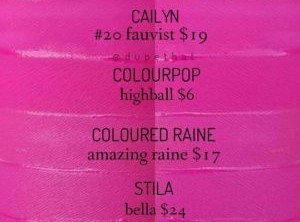 CAILYN
#20 fauvist $19
@dupethat
COLOURPOP
highball $6
COLOURED RAINE
amazing raine $17
STILA
bella $24